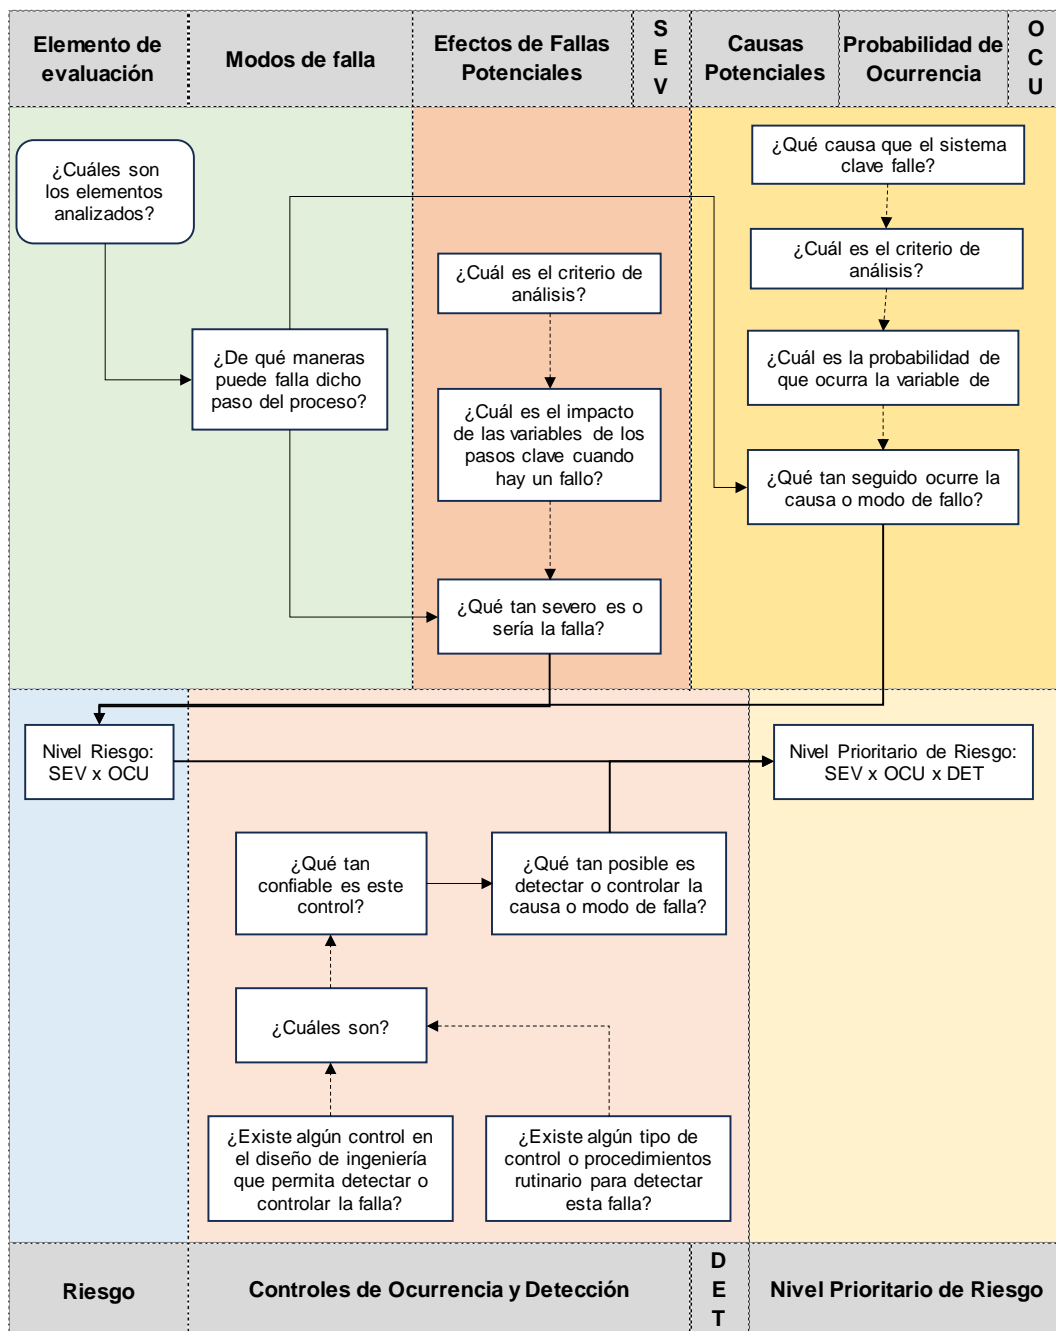 Elemento de
evaluación
Modos de falla
Efectos de Fallas
Potenciales
S
E
V
Causas
Potenciales
Probabilidad de
Ocurrencia
O
C
U
¿Cuáles son
los elementos
analizados?
¿De qué maneras
puede falla dicho
paso del proceso?
¿Cuál es el criterio de
análisis?
¿Cuál es el impacto
de las variables de los
pasos clave cuando
hay un fallo?
¿Qué tan severo es o
sería la falla?
¿Qué causa que el sistema
clave falle?
¿Cuál es el criterio de
análisis?
¿Cuál es la probabilidad de
que ocurra la variable de
¿Qué tan seguido ocurre la
causa o modo de fallo?
Nivel Riesgo:
SEV x OCU
Nivel Prioritario de Riesgo:
SEV x OCU x DET
¿Qué tan
confiable es este
control?
¿Qué tan posible es
detectar o controlar la
causa o modo de falla?
¿Cuáles son?
¿Existe algún control en
el diseño de ingeniería
que permita detectar o
controlar la falla?
¿Existe algún tipo de
control o procedimientos
rutinario para detectar
esta falla?
Riesgo
Controles de Ocurrencia y Detección
D
E
T
Nivel Prioritario de Riesgo